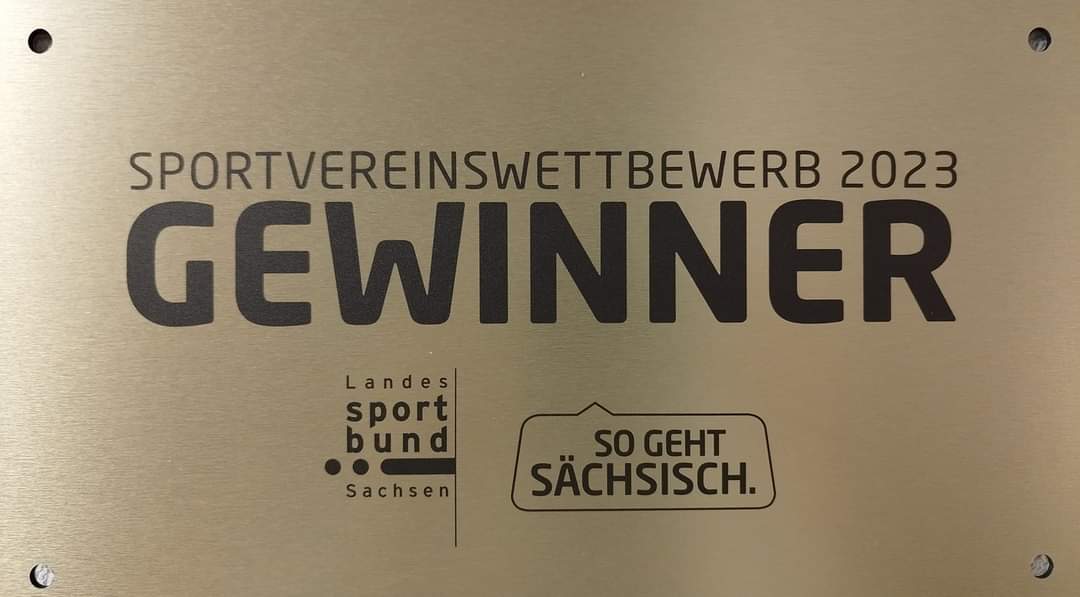 SPORTVEREINSWETTBEWERB 2023
GEWINNER
Landes
sport
bund
Sachsen
SO GEHT
SÄCHSISCH.